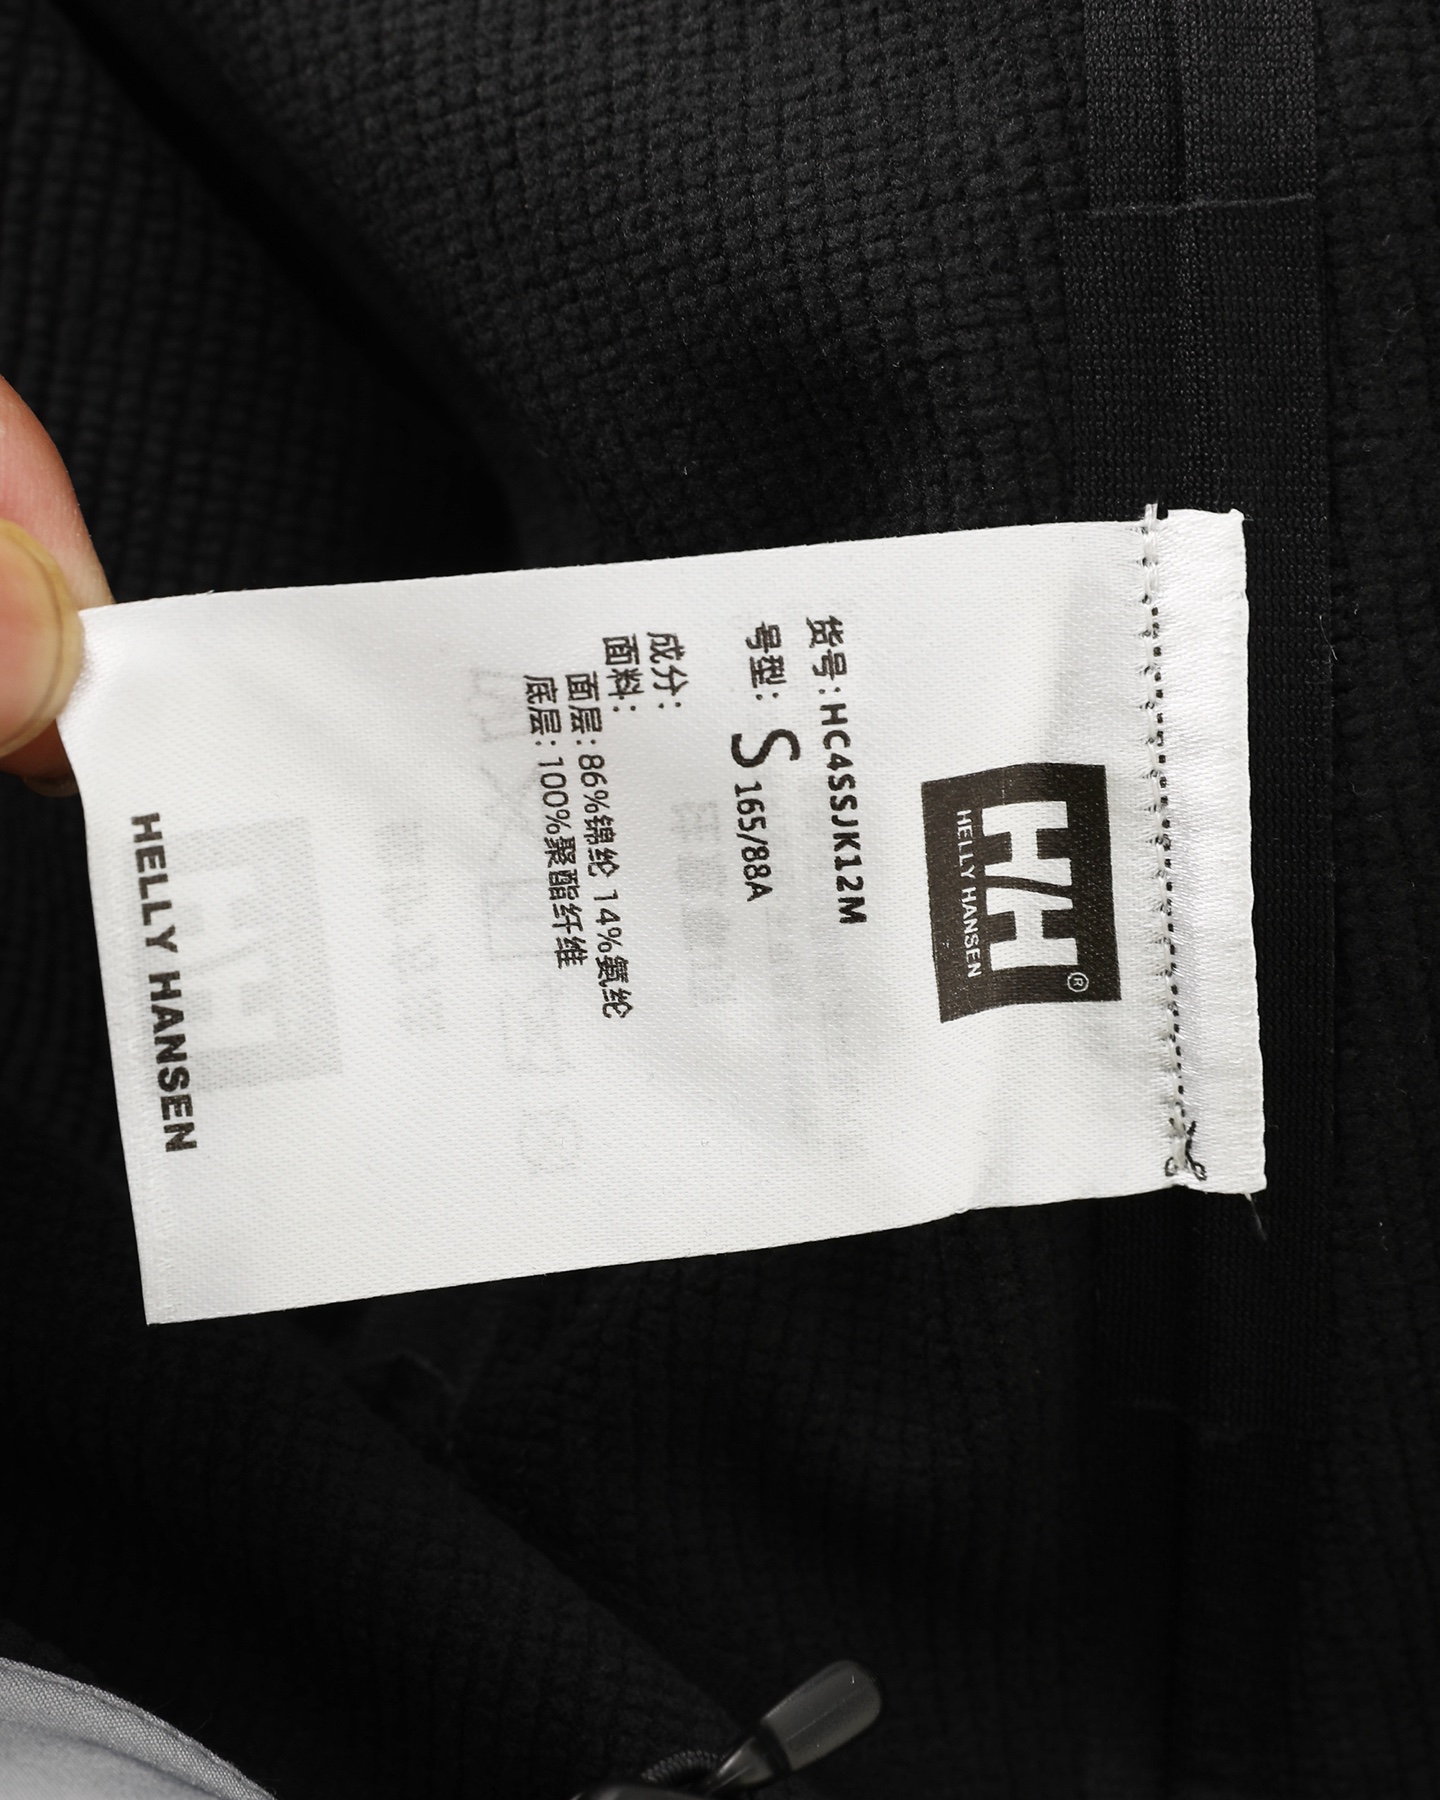 HH®
HELLY HANSEN
货号:HC4SSJK12M
号型: S 165/88A
成分:
面料:
面层:86%锦纶 14%氨纶
底层:100%聚酯纤维
HELLY HANSEN